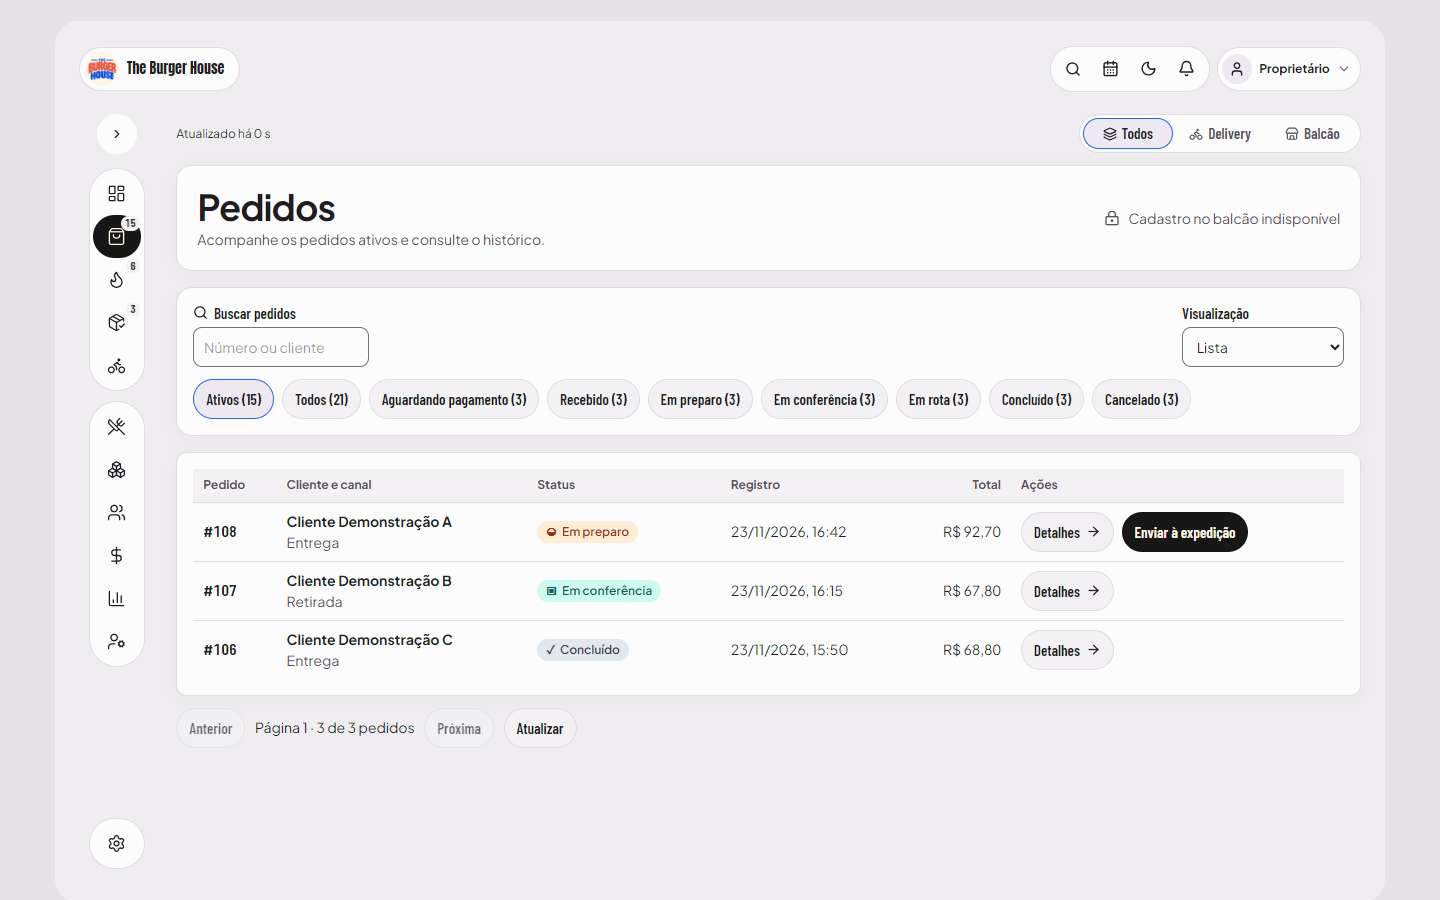 THE BURGER HOUSE
The Burger House
Proprietário
Atualizado há 0 s
Todos
Delivery
Balcão
15
6
3
Pedidos
Acompanhe os pedidos ativos e consulte o histórico.
Cadastro no balcão indisponível
Buscar pedidos
Número ou cliente
Visualização
Lista
Ativos (15)
Todos (21)
Aguardando pagamento (3)
Recebido (3)
Em preparo (3)
Em conferência (3)
Em rota (3)
Concluído (3)
Cancelado (3)
Pedido Cliente e canal Status Registro Total Ações
#108 Cliente Demonstração A Em preparo 23/11/2026, 16:42 R$ 92,70 Detalhes Enviar à expedição
Entrega
#107 Cliente Demonstração B Em conferência 23/11/2026, 16:15 R$ 67,80 Detalhes
Retirada
#106 Cliente Demonstração C Concluído 23/11/2026, 15:50 R$ 68,80 Detalhes
Entrega
Anterior Página 1 · 3 de 3 pedidos Próxima Atualizar